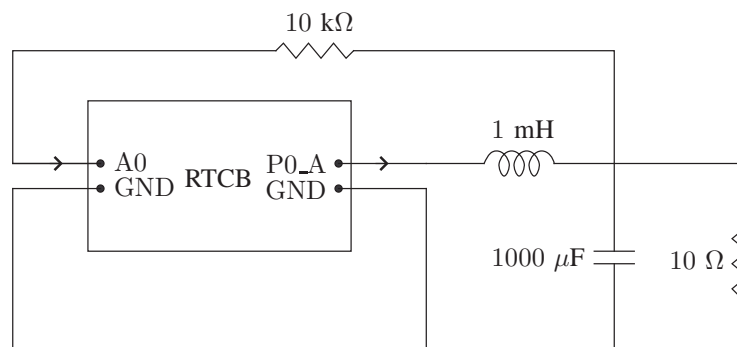 10 kΩ
1 mH
A0
P0_A
RTCB
GND
GND
1000 μF
10 Ω